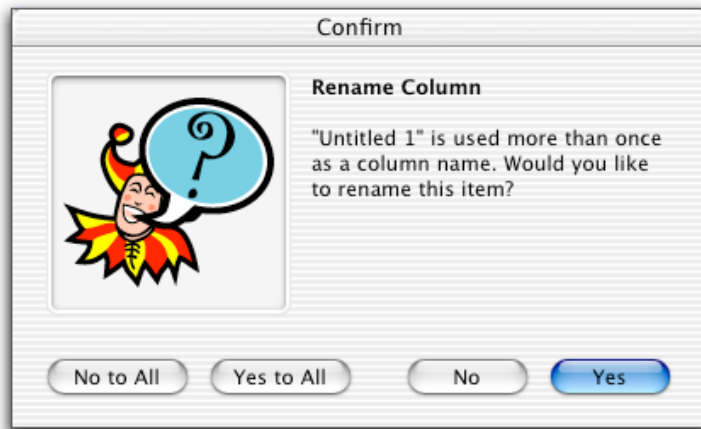 Confirm
Rename Column
"Untitled 1" is used more than once
as a column name. Would you like
to rename this item?
?
No to All
Yes to All
No
Yes